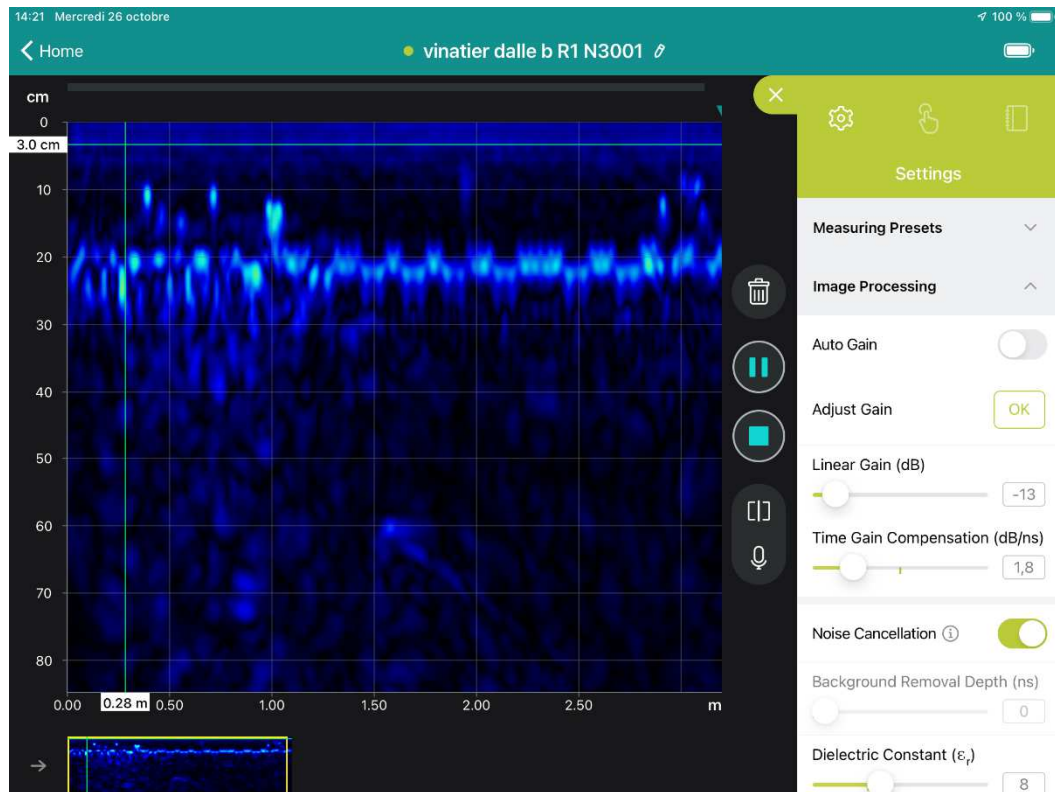 14:21 Mercredi 26 octobre
100 %
Home
vinatier dalle b R1 N3001
cm
0
3.0 cm
10
20
30
40
50
60
70
80
0.00 0.28 m 0.50 1.00 1.50 2.00 2.50 m
Settings
Measuring Presets
Image Processing
Auto Gain
Adjust Gain OK
Linear Gain (dB)
-13
Time Gain Compensation (dB/ns)
1,8
Noise Cancellation
Background Removal Depth (ns)
0
Dielectric Constant (εr)
8